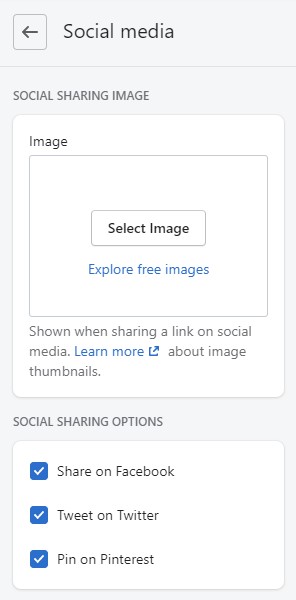 Social media
SOCIAL SHARING IMAGE
Image
Select Image
Explore free images
Shown when sharing a link on social
media. Learn more about image
thumbnails.
SOCIAL SHARING OPTIONS
Share on Facebook
Tweet on Twitter
Pin on Pinterest